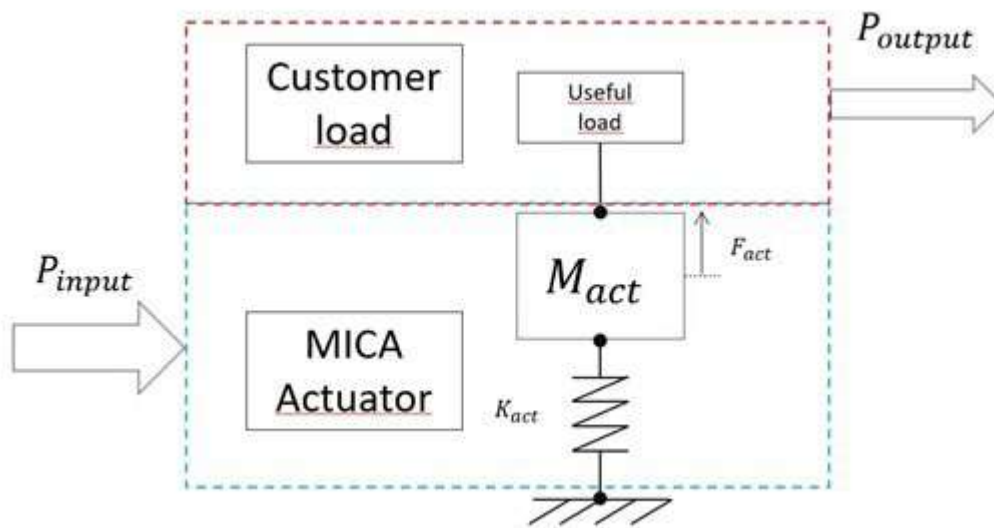 P_output
Customer
load
Useful
load
P_input
F_act
M_act
MICA
Actuator
K_act